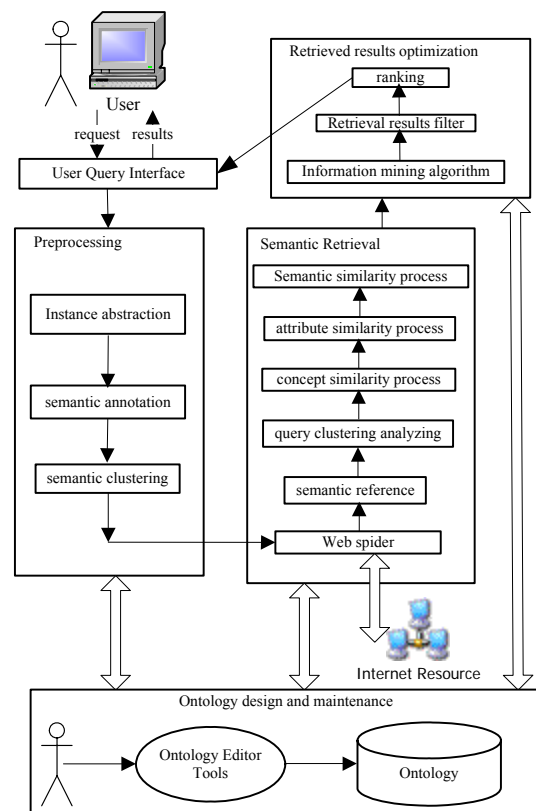 User
request
results
User Query Interface
Retrieved results optimization
ranking
Retrieval results filter
Information mining algorithm
Preprocessing
Instance abstraction
semantic annotation
semantic clustering
Semantic Retrieval
Semantic similarity process
attribute similarity process
concept similarity process
query clustering analyzing
semantic reference
Web spider
Internet Resource
Ontology design and maintenance
Ontology Editor
Tools
Ontology